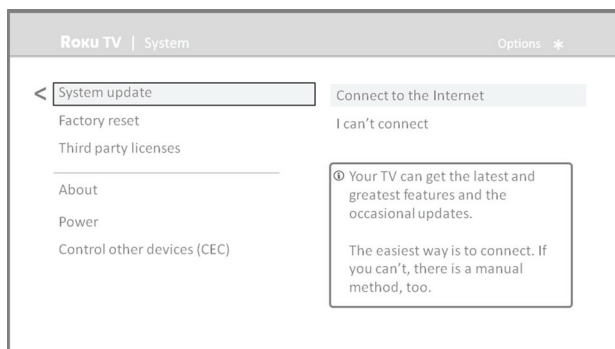 Roku TV | System
Options ✱
< System update
Factory reset
Third party licenses
About
Power
Control other devices (CEC)
Connect to the Internet
I can't connect
ⓘ Your TV can get the latest and
greatest features and the
occasional updates.
The easiest way is to connect. If
you can't, there is a manual
method, too.